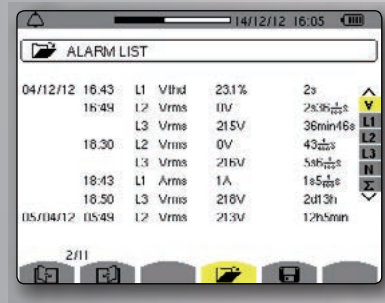 14/12/12 16:05
ALARM LIST
04/12/12 16.43 L1 Vthd 23.1% 2s
16:49 L2 Vrms 0V
L3 Vrms 215V 36min46s
18.30 L2 Vrms 0V
L3 Vrms 216V
18:43 L1 Arms 1A
18.50 L3 Vrms 218V 2d13h
05/04/12 05:49 L2 Vrms 213V 12h5min
V
L1
L2
L3
N
Σ
2/11